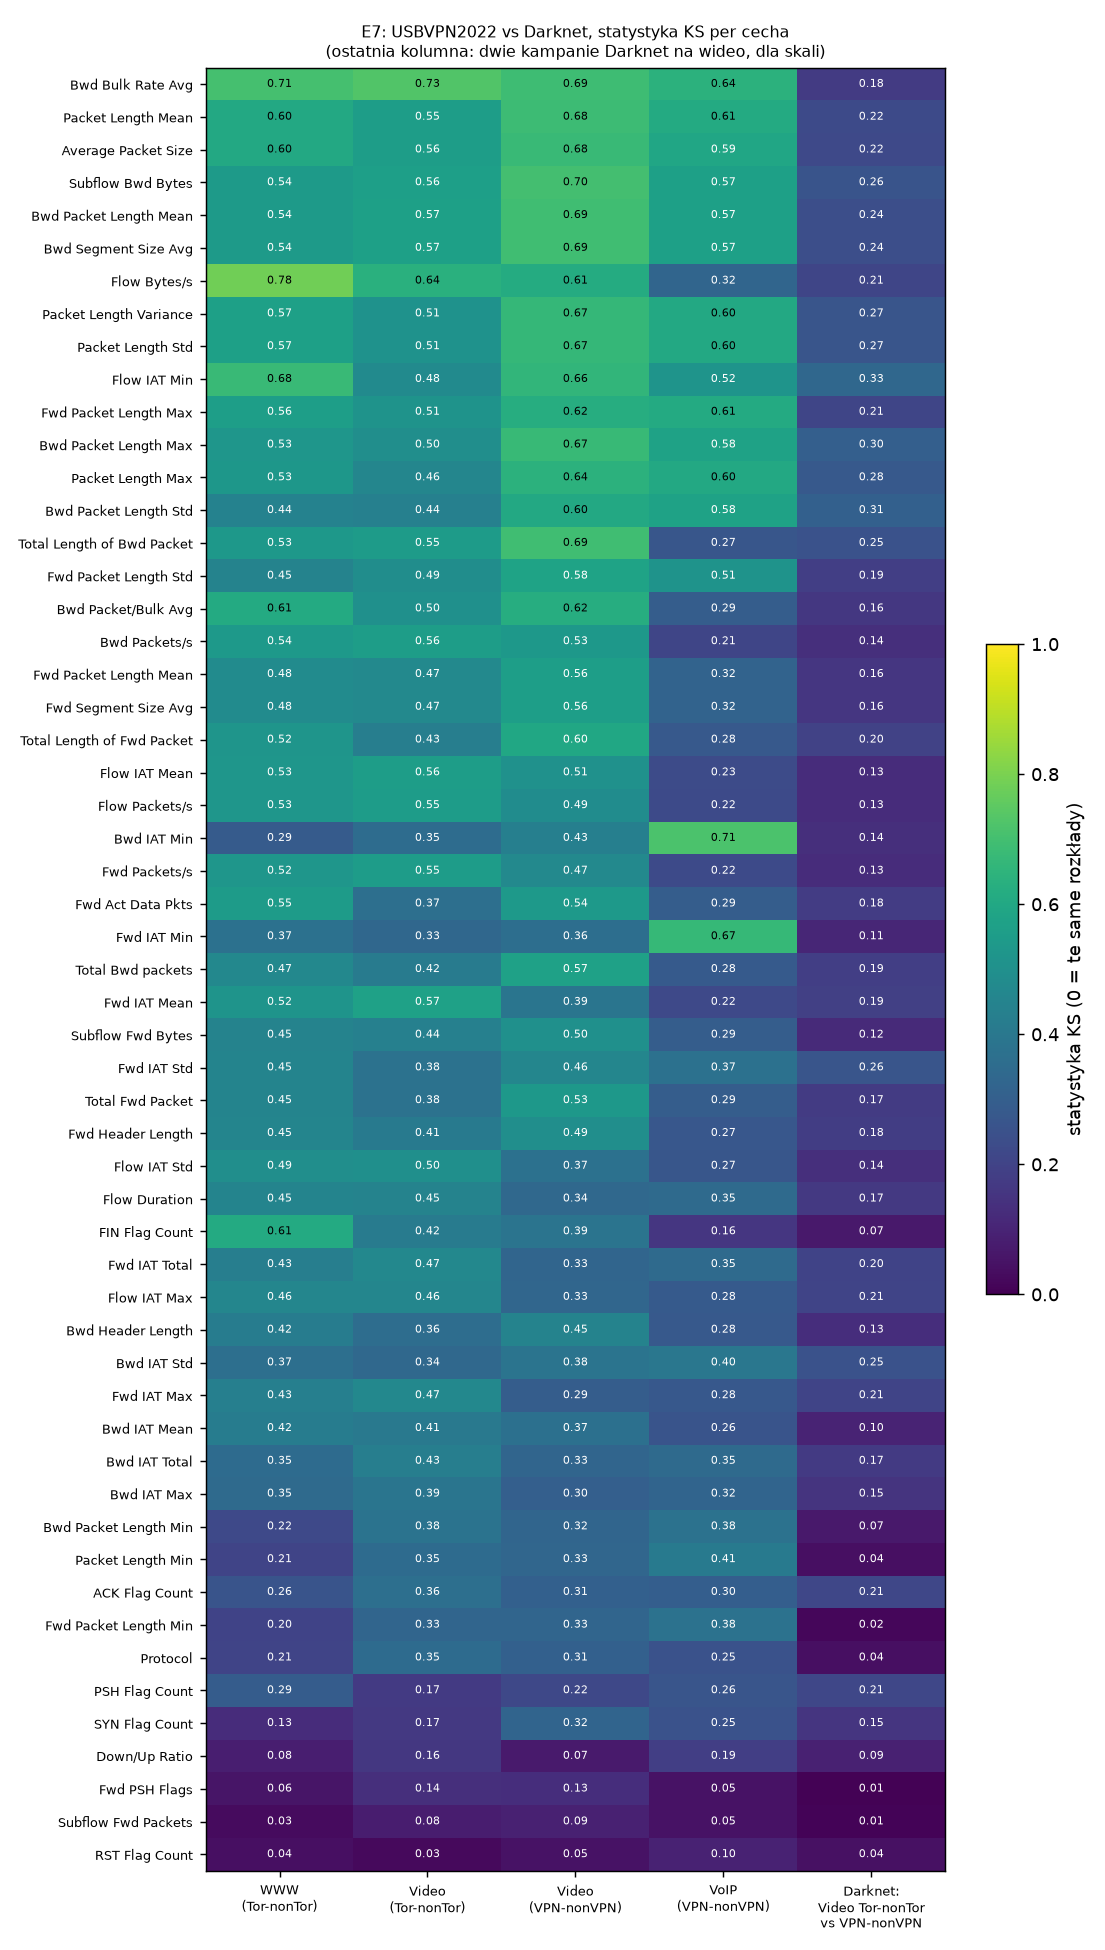 E7: USBVPN2022 vs Darknet, statystyka KS per cecha
(ostatnia kolumna: dwie kampanie Darknet na wideo, dla skali)
Bwd Bulk Rate Avg 0.71 0.73 0.69 0.64 0.18
Packet Length Mean 0.60 0.55 0.68 0.61 0.22
Average Packet Size 0.60 0.56 0.68 0.59 0.22
Subflow Bwd Bytes 0.54 0.56 0.70 0.57 0.26
Bwd Packet Length Mean 0.54 0.57 0.69 0.57 0.24
Bwd Segment Size Avg 0.54 0.57 0.69 0.57 0.24
Flow Bytes/s 0.78 0.64 0.61 0.32 0.21
Packet Length Variance 0.57 0.51 0.67 0.60 0.27
Packet Length Std 0.57 0.51 0.67 0.60 0.27
Flow IAT Min 0.68 0.48 0.66 0.52 0.33
Fwd Packet Length Max 0.56 0.51 0.62 0.61 0.21
Bwd Packet Length Max 0.53 0.50 0.67 0.58 0.30
Packet Length Max 0.53 0.46 0.64 0.60 0.28
Bwd Packet Length Std 0.44 0.44 0.60 0.58 0.31
Total Length of Bwd Packet 0.53 0.55 0.69 0.27 0.25
Fwd Packet Length Std 0.45 0.49 0.58 0.51 0.19
Bwd Packet/Bulk Avg 0.61 0.50 0.62 0.29 0.16
Bwd Packets/s 0.54 0.56 0.53 0.21 0.14
Fwd Packet Length Mean 0.48 0.47 0.56 0.32 0.16
Fwd Segment Size Avg 0.48 0.47 0.56 0.32 0.16
Total Length of Fwd Packet 0.52 0.43 0.60 0.28 0.20
Flow IAT Mean 0.53 0.56 0.51 0.23 0.13
Flow Packets/s 0.53 0.55 0.49 0.22 0.13
Bwd IAT Min 0.29 0.35 0.43 0.71 0.14
Fwd Packets/s 0.52 0.55 0.47 0.22 0.13
Fwd Act Data Pkts 0.55 0.37 0.54 0.29 0.18
Fwd IAT Min 0.37 0.33 0.36 0.67 0.11
Total Bwd packets 0.47 0.42 0.57 0.28 0.19
Fwd IAT Mean 0.52 0.57 0.39 0.22 0.19
Subflow Fwd Bytes 0.45 0.44 0.50 0.29 0.12
Fwd IAT Std 0.45 0.38 0.46 0.37 0.26
Total Fwd Packet 0.45 0.38 0.53 0.29 0.17
Fwd Header Length 0.45 0.41 0.49 0.27 0.18
Flow IAT Std 0.49 0.50 0.37 0.27 0.14
Flow Duration 0.45 0.45 0.34 0.35 0.17
FIN Flag Count 0.61 0.42 0.39 0.16 0.07
Fwd IAT Total 0.43 0.47 0.33 0.35 0.20
Flow IAT Max 0.46 0.46 0.33 0.28 0.21
Bwd Header Length 0.42 0.36 0.45 0.28 0.13
Bwd IAT Std 0.37 0.34 0.38 0.40 0.25
Fwd IAT Max 0.43 0.47 0.29 0.28 0.21
Bwd IAT Mean 0.42 0.41 0.37 0.26 0.10
Bwd IAT Total 0.35 0.43 0.33 0.35 0.17
Bwd IAT Max 0.35 0.39 0.30 0.32 0.15
Bwd Packet Length Min 0.22 0.38 0.32 0.38 0.07
Packet Length Min 0.21 0.35 0.33 0.41 0.04
ACK Flag Count 0.26 0.36 0.31 0.30 0.21
Fwd Packet Length Min 0.20 0.33 0.33 0.38 0.02
Protocol 0.21 0.35 0.31 0.25 0.04
PSH Flag Count 0.29 0.17 0.22 0.26 0.21
SYN Flag Count 0.13 0.17 0.32 0.25 0.15
Down/Up Ratio 0.08 0.16 0.07 0.19 0.09
Fwd PSH Flags 0.06 0.14 0.13 0.05 0.01
Subflow Fwd Packets 0.03 0.08 0.09 0.05 0.01
RST Flag Count 0.04 0.03 0.05 0.10 0.04
WWW
(Tor-nonTor)
Video
(Tor-nonTor)
Video
(VPN-nonVPN)
VoIP
(VPN-nonVPN)
Darknet:
Video Tor-nonTor
vs VPN-nonVPN
1.0
0.8
0.6
0.4
0.2
0.0
statystyka KS (0 = te same rozkłady)